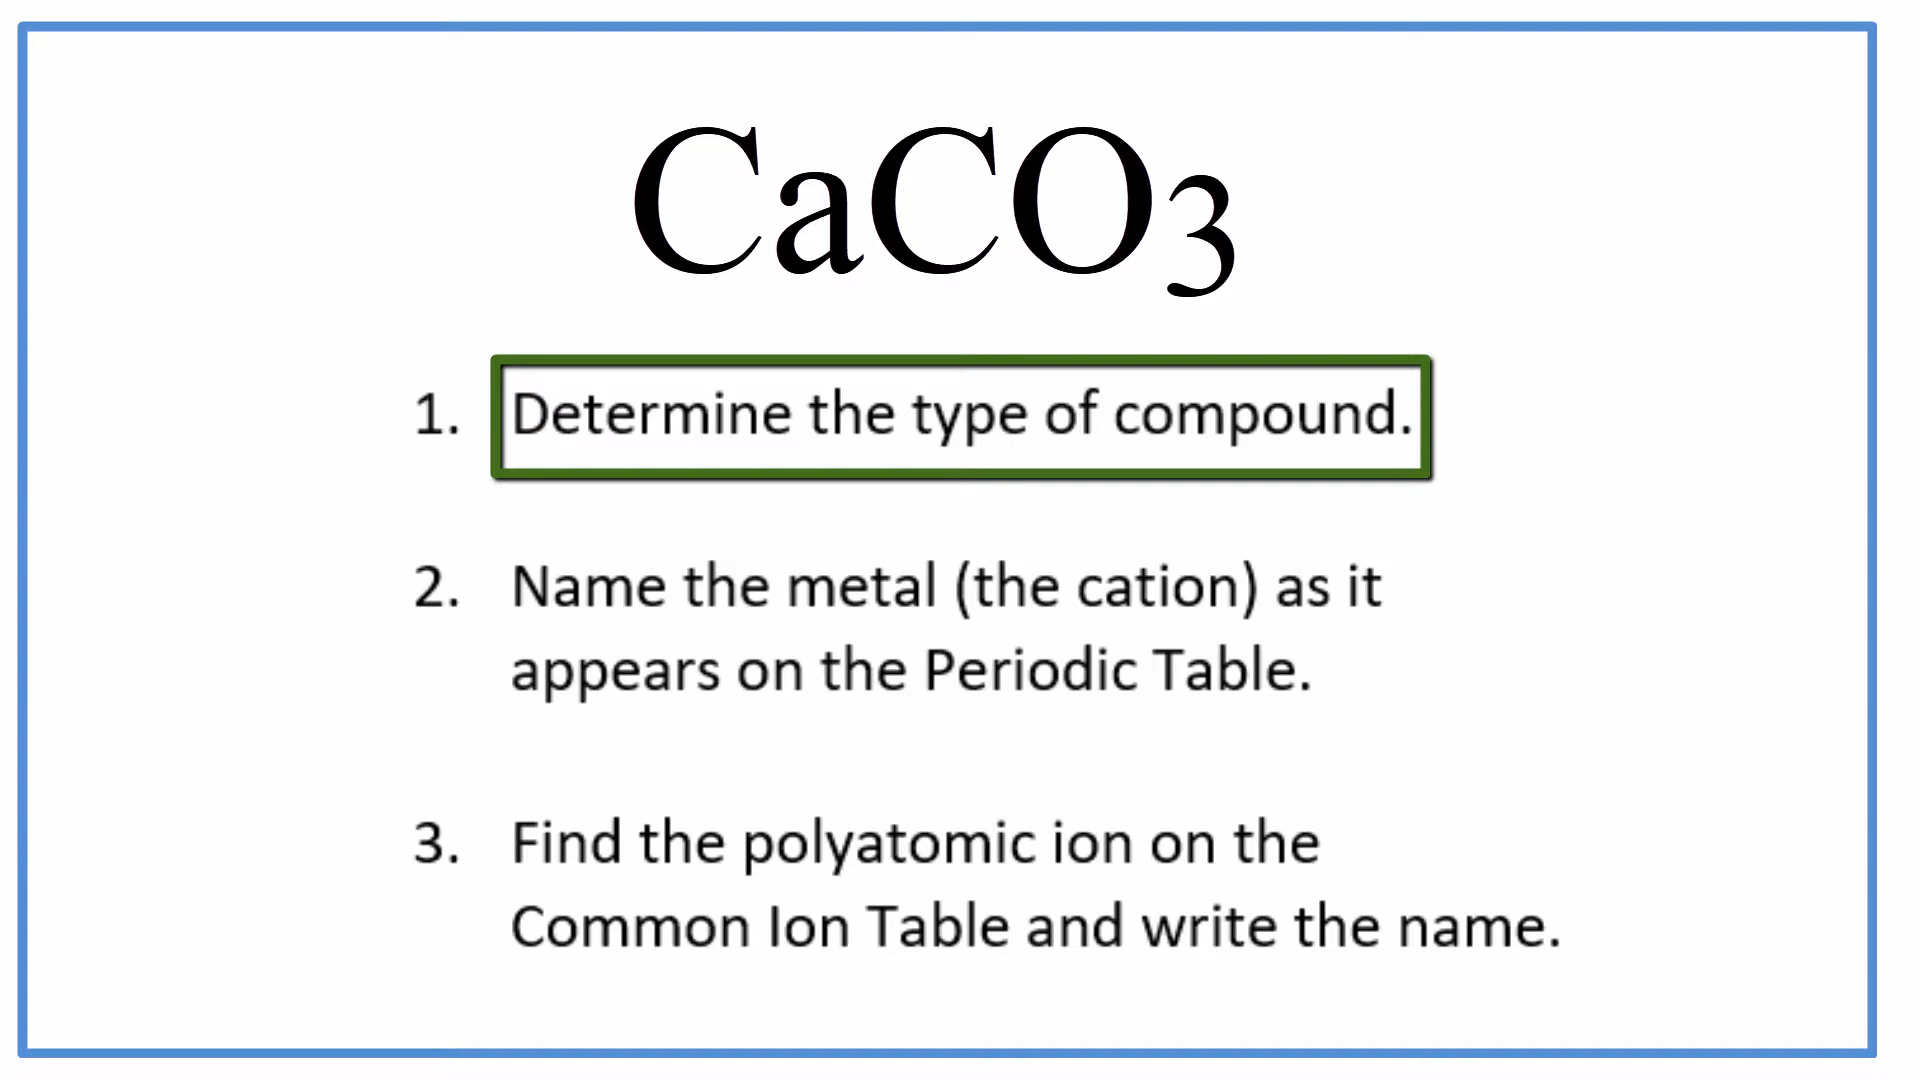 CaCO3
1. Determine the type of compound.
2. Name the metal (the cation) as it
appears on the Periodic Table.
3. Find the polyatomic ion on the
Common Ion Table and write the name.